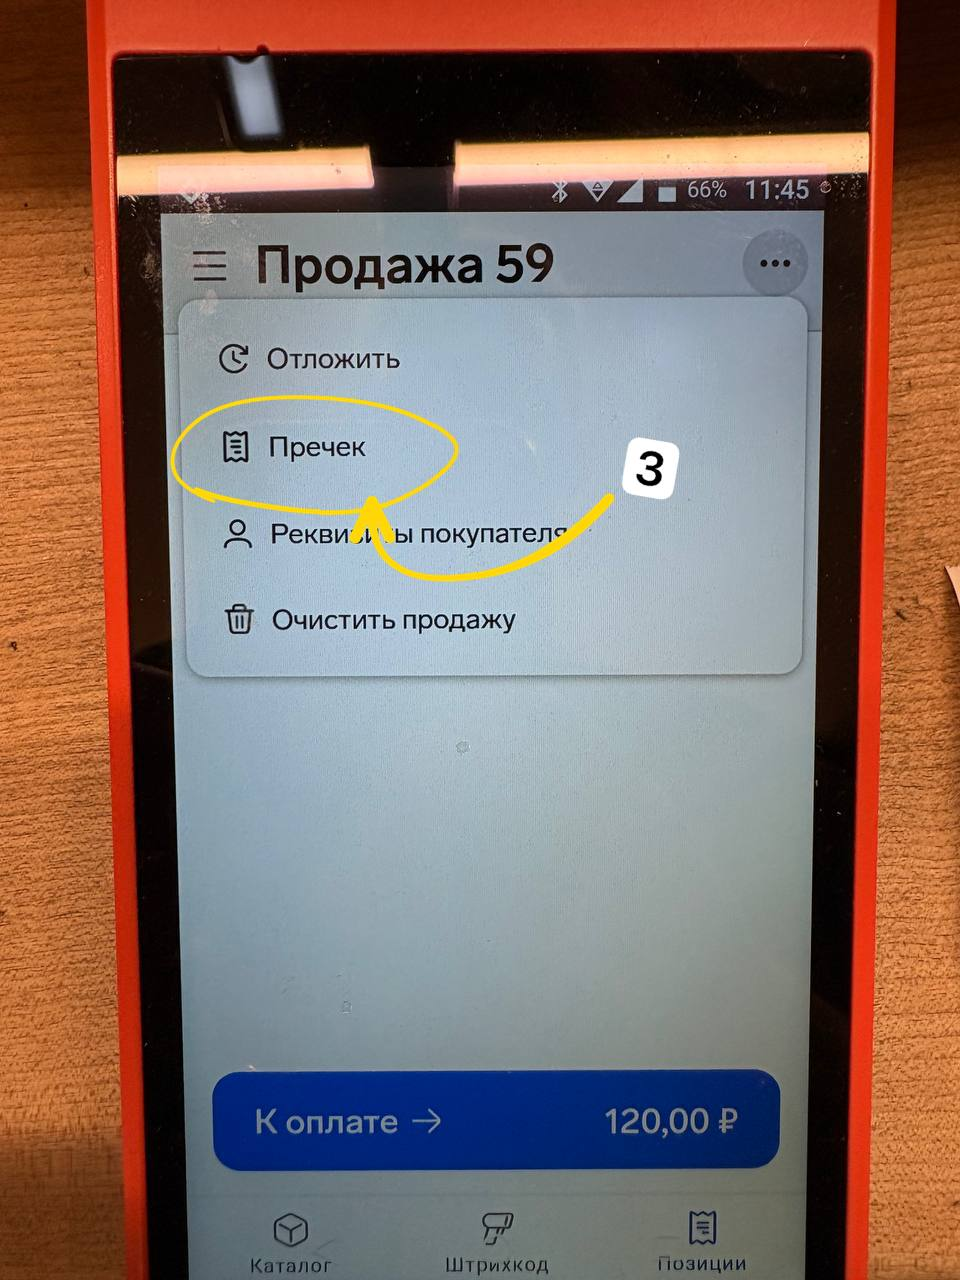 66% 11:45
Продажа 59
Отложить
Пречек
3
Реквизиты покупателя
Очистить продажу
К оплате → 120,00 ₽
Каталог Штрихкод Позиции